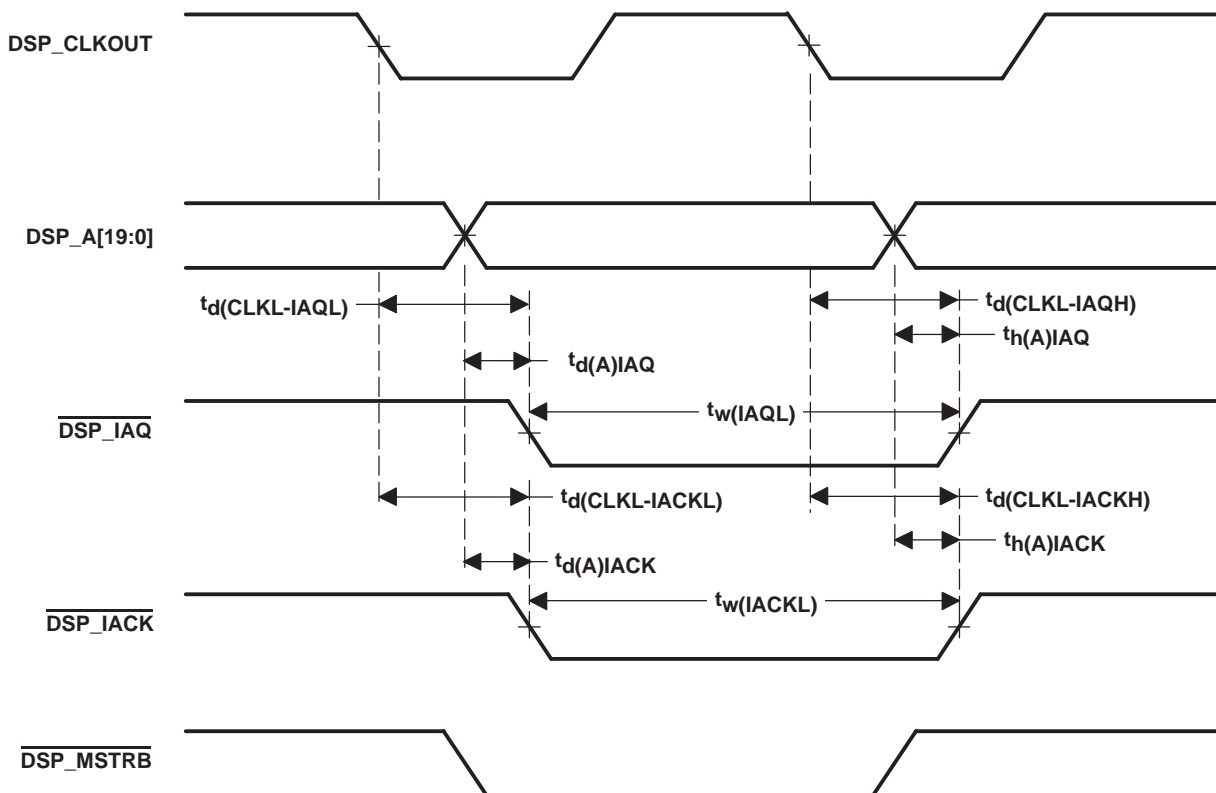 DSP_CLKOUT
DSP_A[19:0]
td(CLKL-IAQL)
td(CLKL-IAQH)
th(A)IAQ
td(A)IAQ
tw(IAQL)
DSP_IAQ
td(CLKL-IACKL)
td(CLKL-IACKH)
th(A)IACK
td(A)IACK
tw(IACKL)
DSP_IACK
DSP_MSTRB